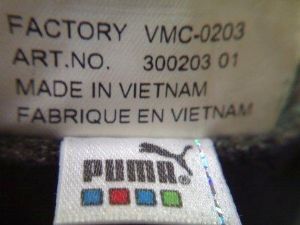 FACTORY VMC-0203
ART.NO. 300203 01
MADE IN VIETNAM
FABRIQUE EN VIETNAM
PUMA®